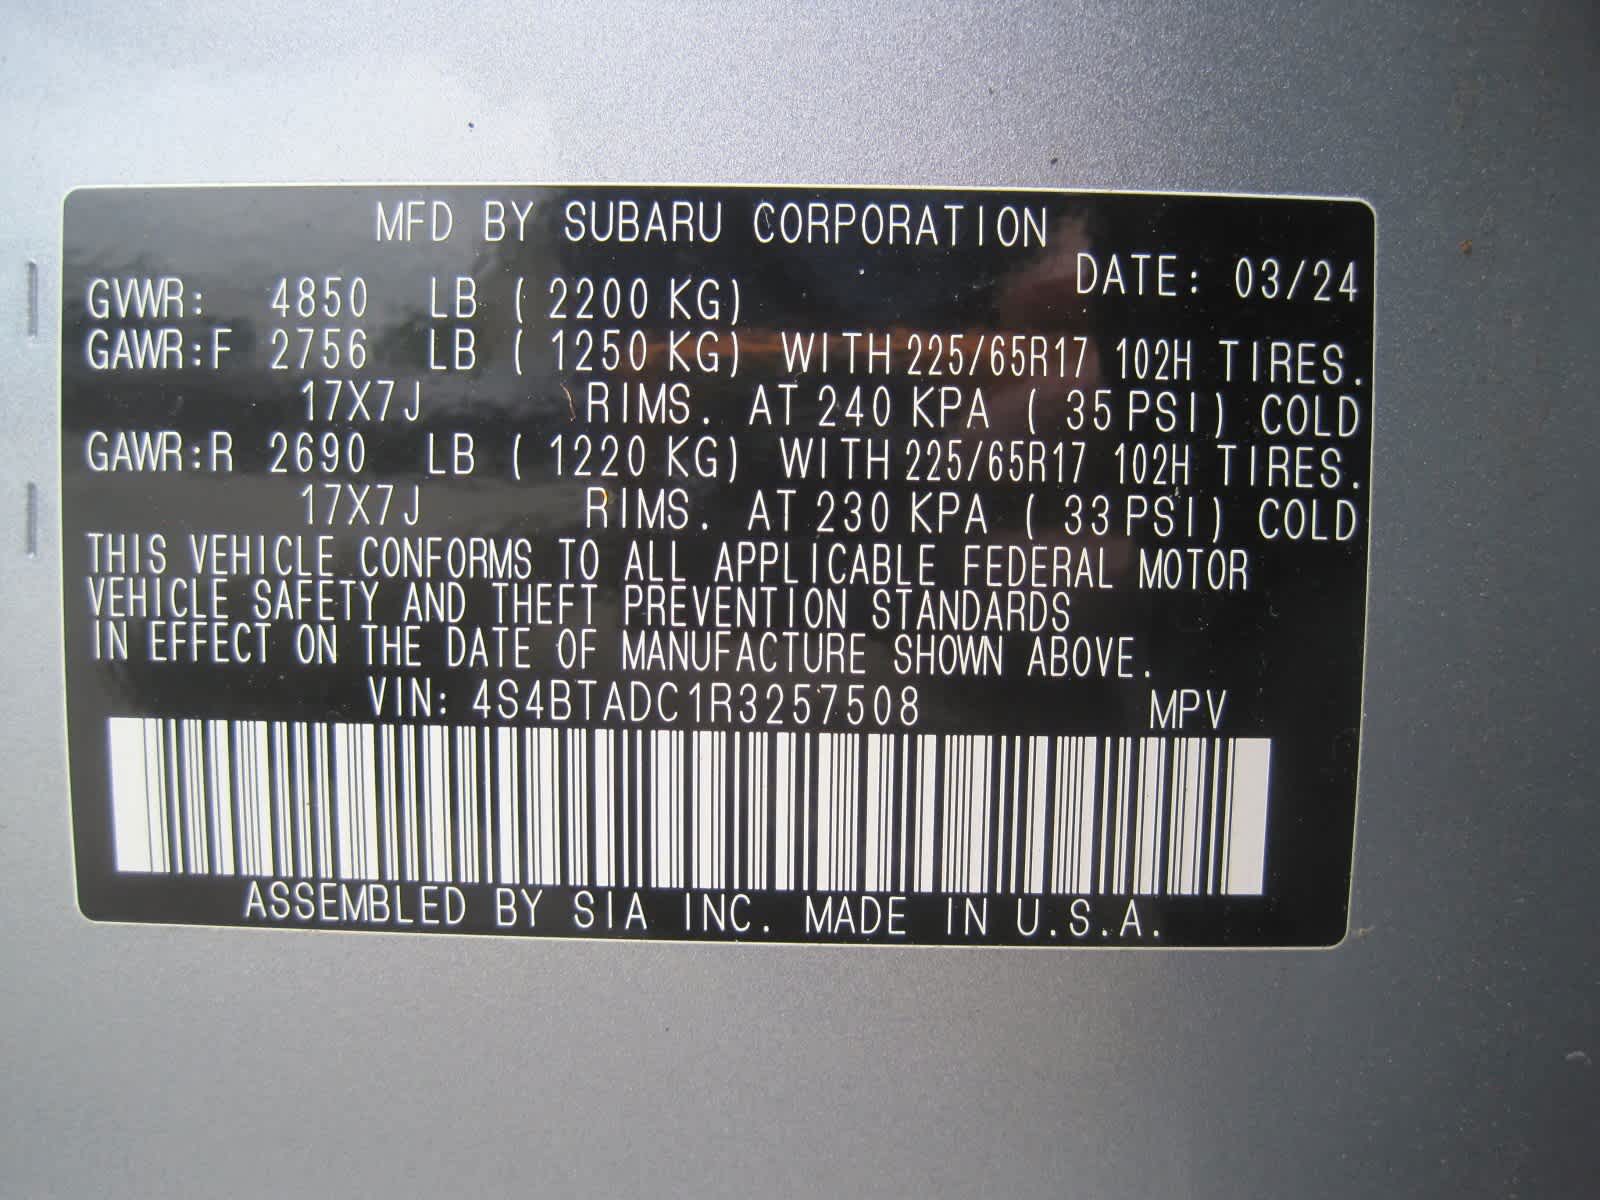 MFD BY SUBARU CORPORATION
DATE: 03/24
GVWR: 4850 LB ( 2200 KG)
GAWR:F 2756 LB ( 1250 KG) WITH 225/65R17 102H TIRES.
17X7J RIMS. AT 240 KPA ( 35 PSI) COLD
GAWR:R 2690 LB ( 1220 KG) WITH 225/65R17 102H TIRES.
17X7J RIMS. AT 230 KPA ( 33 PSI) COLD
THIS VEHICLE CONFORMS TO ALL APPLICABLE FEDERAL MOTOR
VEHICLE SAFETY AND THEFT PREVENTION STANDARDS
IN EFFECT ON THE DATE OF MANUFACTURE SHOWN ABOVE.
VIN: 4S4BTADC1R3257508 MPV
ASSEMBLED BY SIA INC. MADE IN U.S.A.